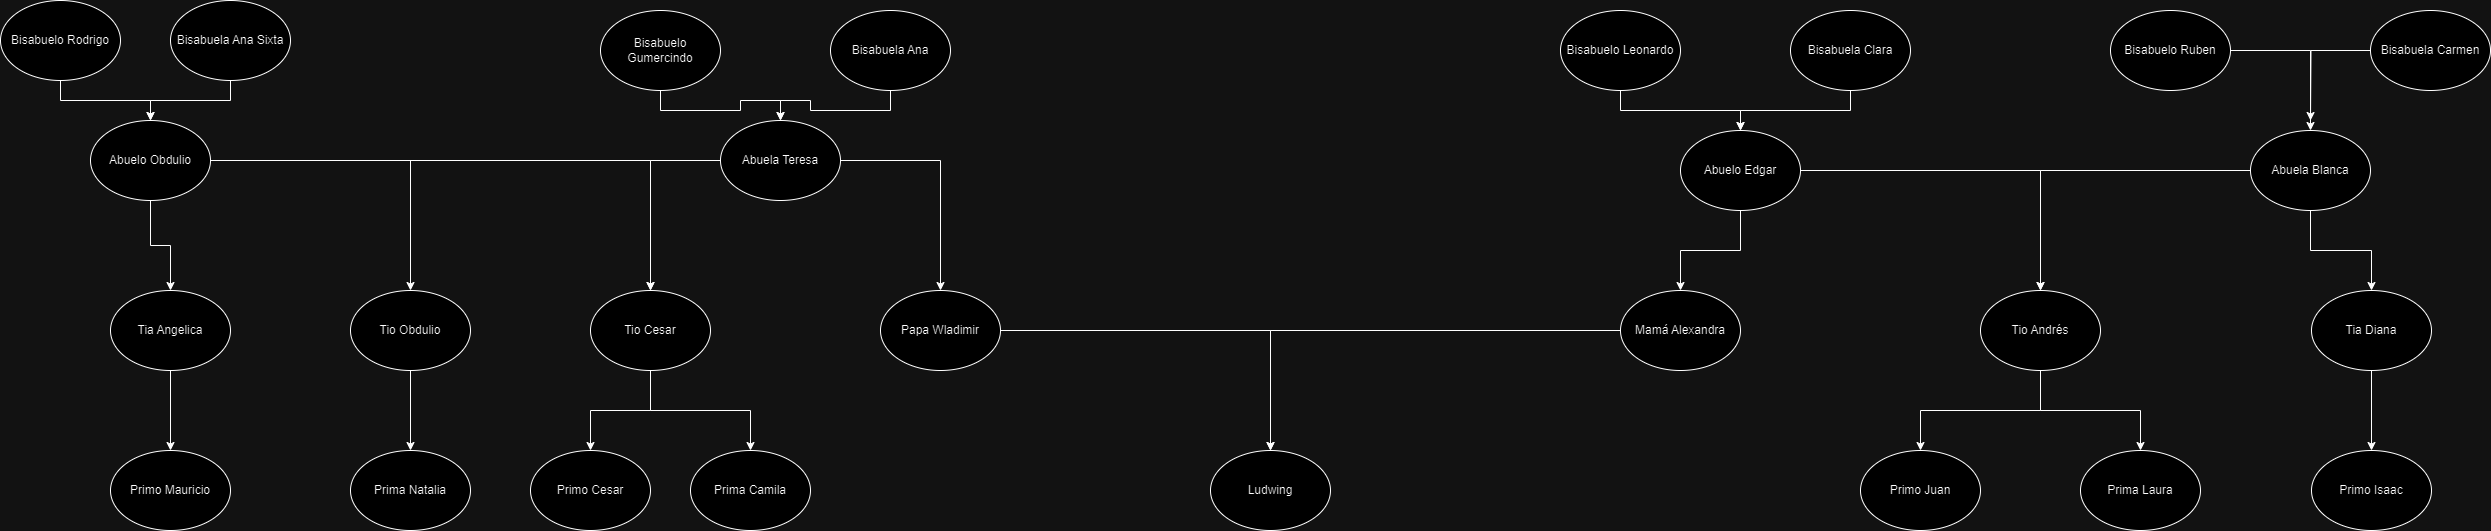 Bisabuelo Rodrigo
Bisabuela Ana Sixta
Bisabuelo
Gumercindo
Bisabuela Ana
Bisabuelo Leonardo
Bisabuela Clara
Bisabuelo Ruben
Bisabuela Carmen
Abuelo Obdulio
Abuela Teresa
Abuelo Edgar
Abuela Blanca
Tia Angelica
Tio Obdulio
Tio Cesar
Papa Wladimir
Mamá Alexandra
Tio Andrés
Tia Diana
Primo Mauricio
Prima Natalia
Primo Cesar
Prima Camila
Ludwing
Primo Juan
Prima Laura
Primo Isaac